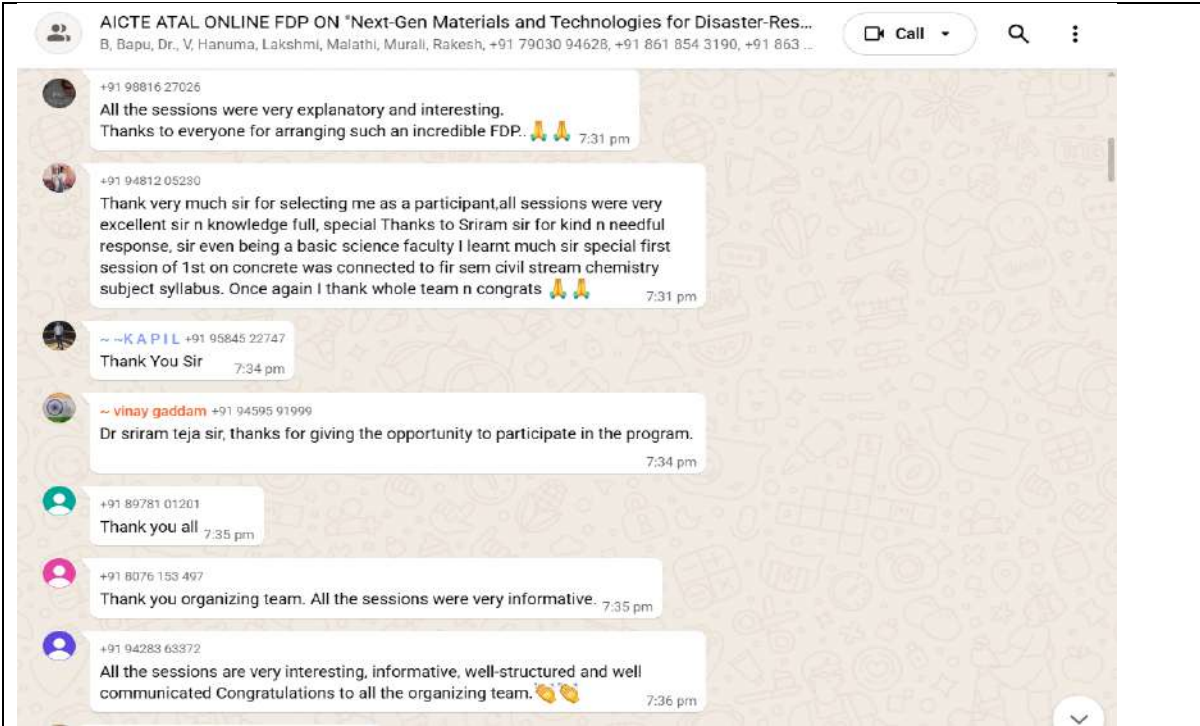 AICTE ATAL ONLINE FDP ON "Next-Gen Materials and Technologies for Disaster-Res...
B, Bapu, Dr., V, Hanuma, Lakshmi, Malathi, Murali, Rakesh, +91 79030 94628, +91 861 854 3190, +91 863 ...
Call
+91 98816 27026
All the sessions were very explanatory and interesting.
Thanks to everyone for arranging such an incredible FDP.. 🙏 🙏 7:31 pm
+91 94812 05230
Thank very much sir for selecting me as a participant,all sessions were very
excellent sir n knowledge full, special Thanks to Sriram sir for kind n needful
response, sir even being a basic science faculty I learnt much sir special first
session of 1st on concrete was connected to fir sem civil stream chemistry
subject syllabus. Once again I thank whole team n congrats 🙏 🙏 7:31 pm
~ ~K A P I L +91 95845 22747
Thank You Sir 7:34 pm
~ vinay gaddam +91 94595 91999
Dr sriram teja sir, thanks for giving the opportunity to participate in the program.
7:34 pm
+91 89781 01201
Thank you all 7:35 pm
+91 8076 153 497
Thank you organizing team. All the sessions were very informative. 7:35 pm
+91 94283 63372
All the sessions are very interesting, informative, well-structured and well
communicated Congratulations to all the organizing team.👏👏 7:36 pm